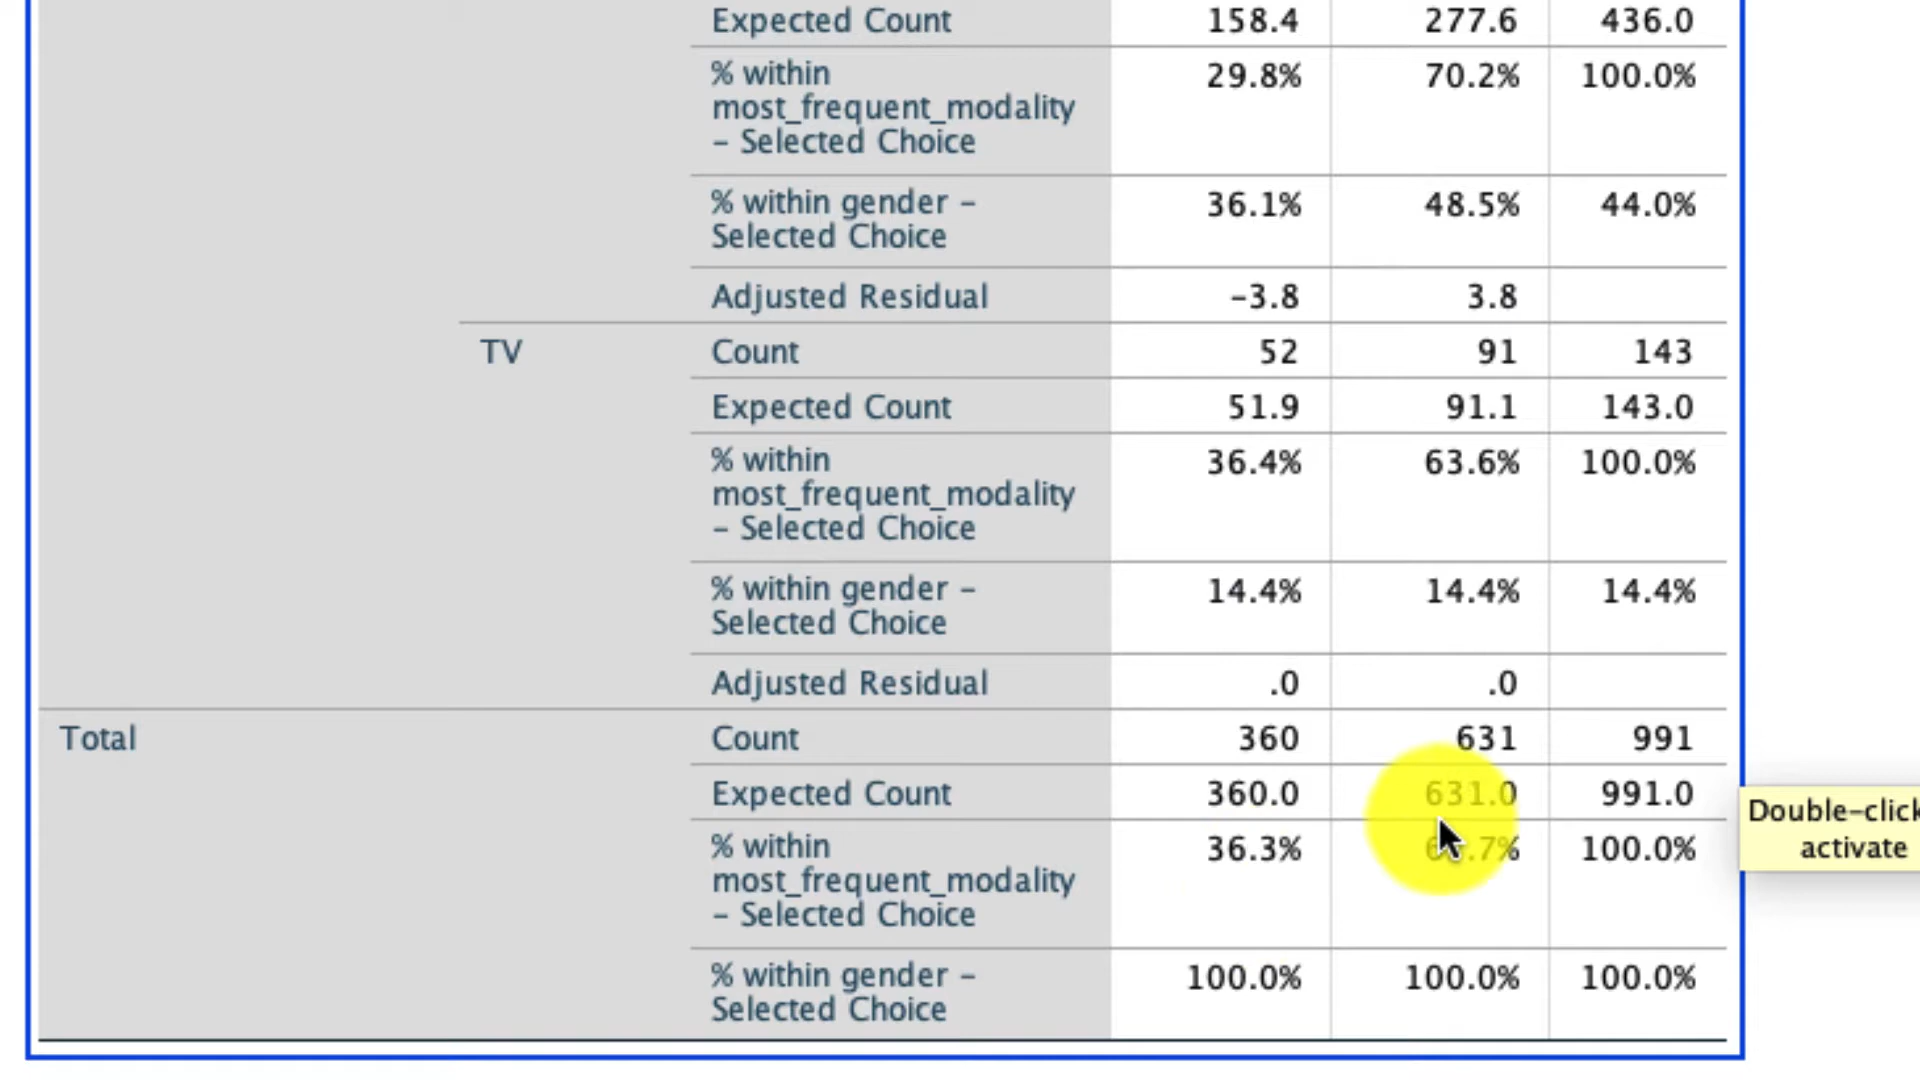 Expected Count 158.4 277.6 436.0
% within 29.8% 70.2% 100.0%
most_frequent_modality
– Selected Choice
% within gender – 36.1% 48.5% 44.0%
Selected Choice
Adjusted Residual –3.8 3.8
TV Count 52 91 143
Expected Count 51.9 91.1 143.0
% within 36.4% 63.6% 100.0%
most_frequent_modality
– Selected Choice
% within gender – 14.4% 14.4% 14.4%
Selected Choice
Adjusted Residual .0 .0
Total Count 360 631 991
Expected Count 360.0 631.0 991.0
% within 36.3% 100.0%
most_frequent_modality
– Selected Choice
% within gender – 100.0% 100.0% 100.0%
Selected Choice
Double-click
activate